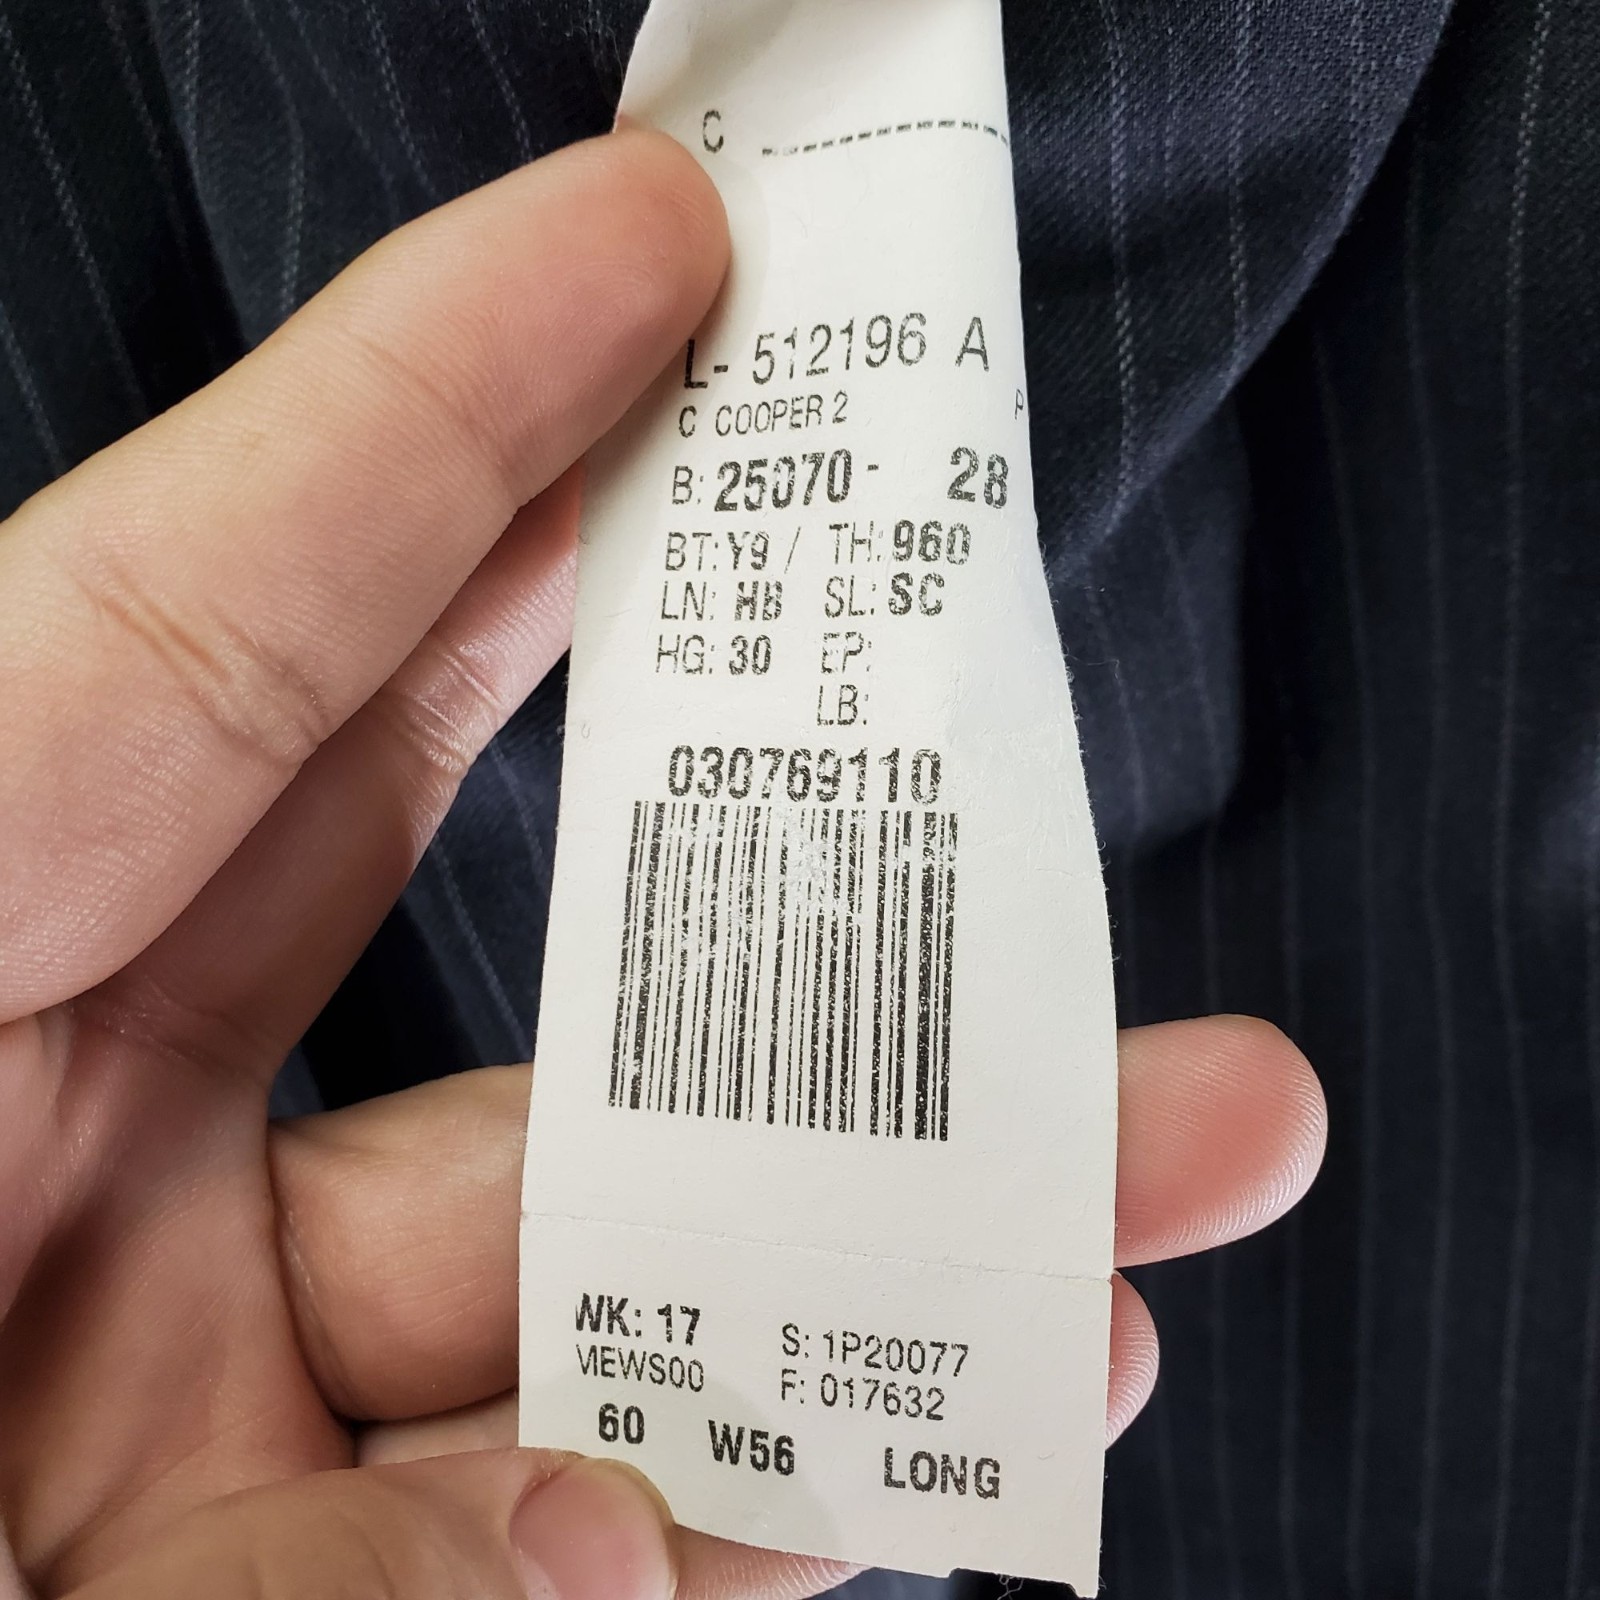 C
L- 512196 A
P
C COOPER 2
B: 25070- 28
BT: Y9 / TH: 960
LN: HB SL: SC
HG: 30 EP:
LB:
030769110
WK: 17
S: 1P20077
VIEWS00
F: 017632
60 W56 LONG